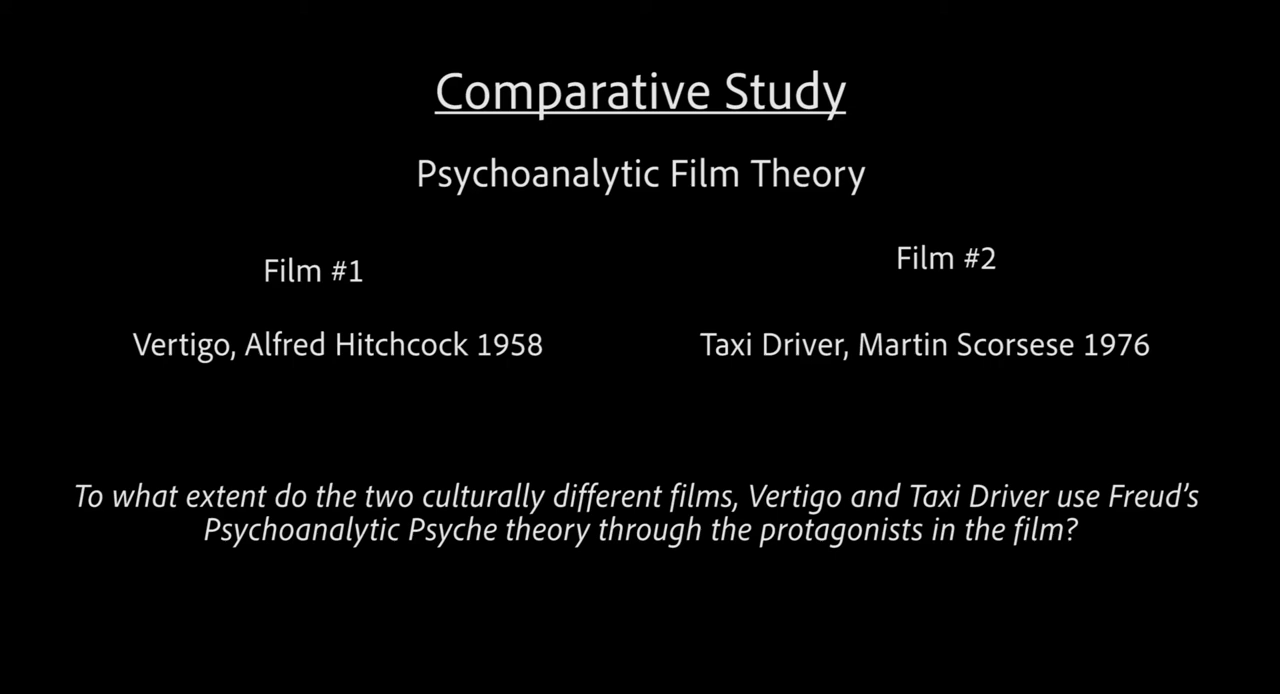 Comparative Study
Psychoanalytic Film Theory
Film #1
Film #2
Vertigo, Alfred Hitchcock 1958
Taxi Driver, Martin Scorsese 1976
To what extent do the two culturally different films, Vertigo and Taxi Driver use Freud’s
Psychoanalytic Psyche theory through the protagonists in the film?